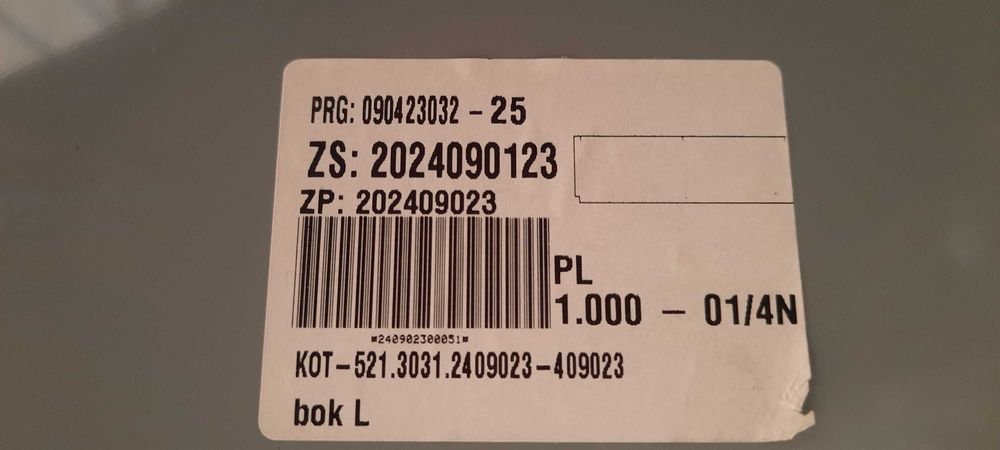 PRG: 090423032 - 25
ZS: 2024090123
ZP: 202409023
PL
1.000 - 01/4N
*240902300051*
KOT-521.3031.2409023-409023
bok L